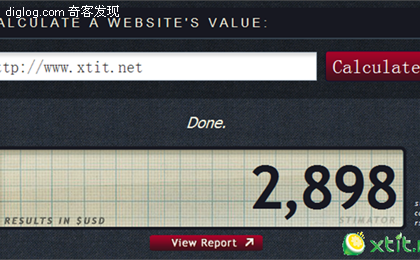 diglog.com 奇客发现
ALCULATE A WEBSITE'S VALUE:
ttp://www.xtit.net
Calculate
Done.
2,898
RESULTS IN $USD
STIMATOR
View Report
xtit.n